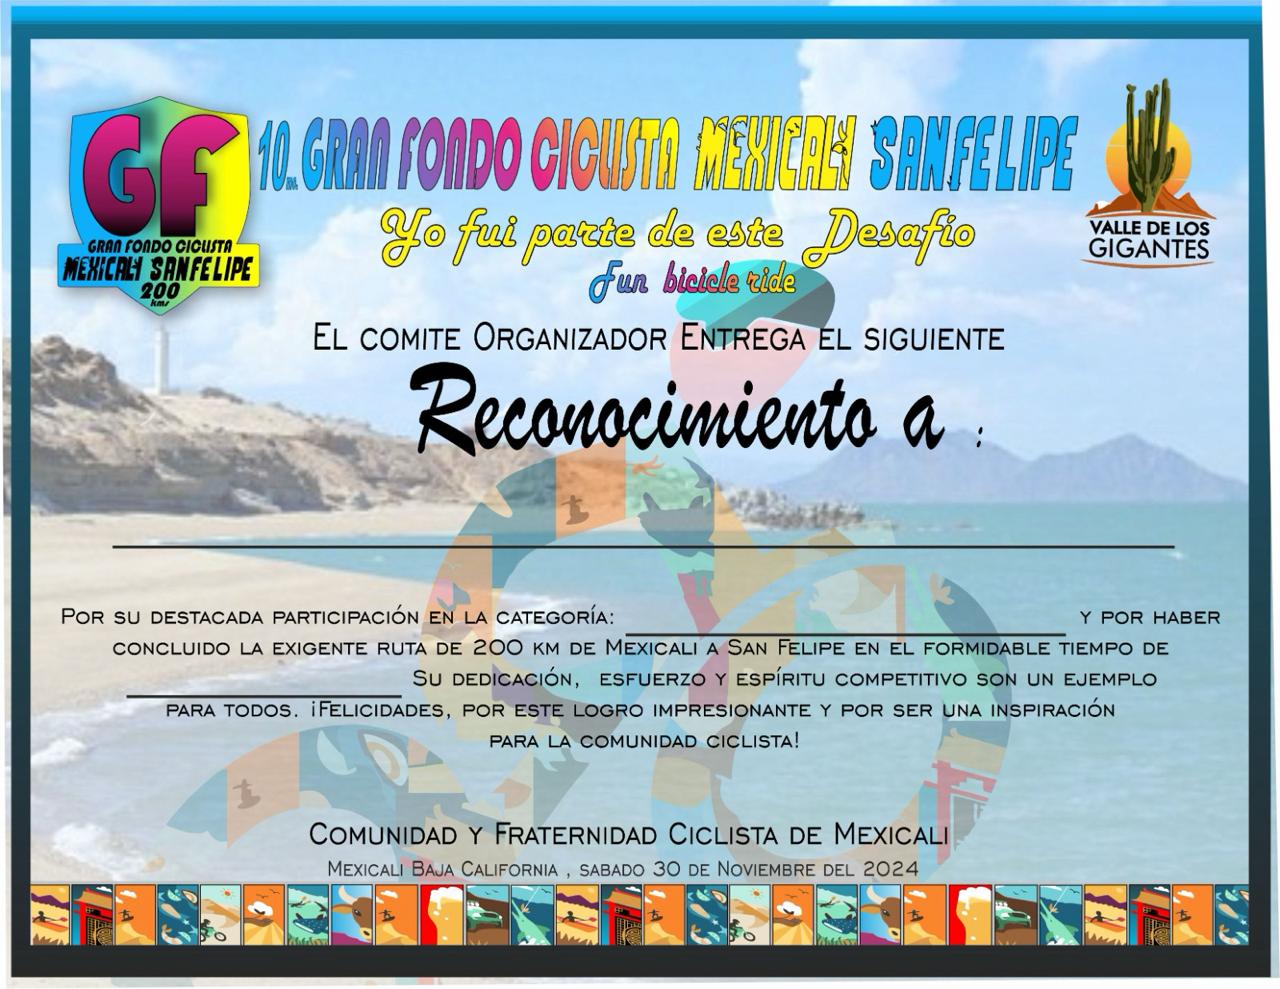 10mo. GRAN FONDO CICLISTA MEXICALI SAN FELIPE
Yo fui parte de este Desafío
Fun bicicle ride
GF
GRAN FONDO CICLISTA
MEXICALI SAN FELIPE
200
kms
VALLE DE LOS
GIGANTES
EL COMITE ORGANIZADOR ENTREGA EL SIGUIENTE
Reconocimiento a :
POR SU DESTACADA PARTICIPACIÓN EN LA CATEGORÍA: Y POR HABER
CONCLUIDO LA EXIGENTE RUTA DE 200 KM DE MEXICALI A SAN FELIPE EN EL FORMIDABLE TIEMPO DE
SU DEDICACIÓN, ESFUERZO Y ESPÍRITU COMPETITIVO SON UN EJEMPLO
PARA TODOS. ¡FELICIDADES, POR ESTE LOGRO IMPRESIONANTE Y POR SER UNA INSPIRACIÓN
PARA LA COMUNIDAD CICLISTA!
COMUNIDAD Y FRATERNIDAD CICLISTA DE MEXICALI
MEXICALI BAJA CALIFORNIA , SABADO 30 DE NOVIEMBRE DEL 2024